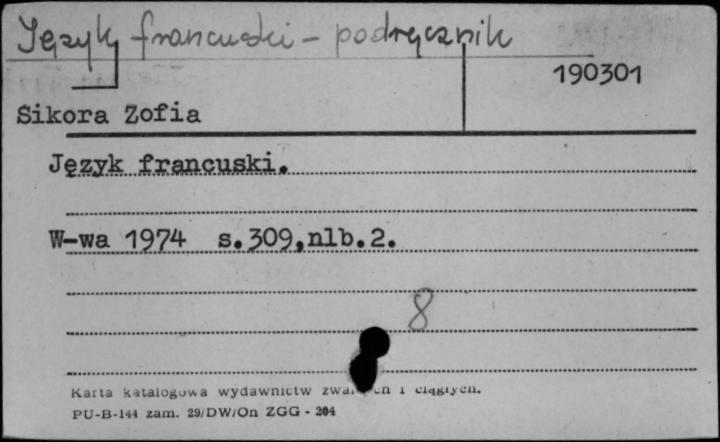 Język francuski - podręcznik
190301
Sikora Zofia
Język francuski.
W-wa 1974 s.309,nlb.2.
8
Karta katalogowa wydawnictw i ciągłych.
PU-B-144 zam. 29/DW/On ZGG - 204